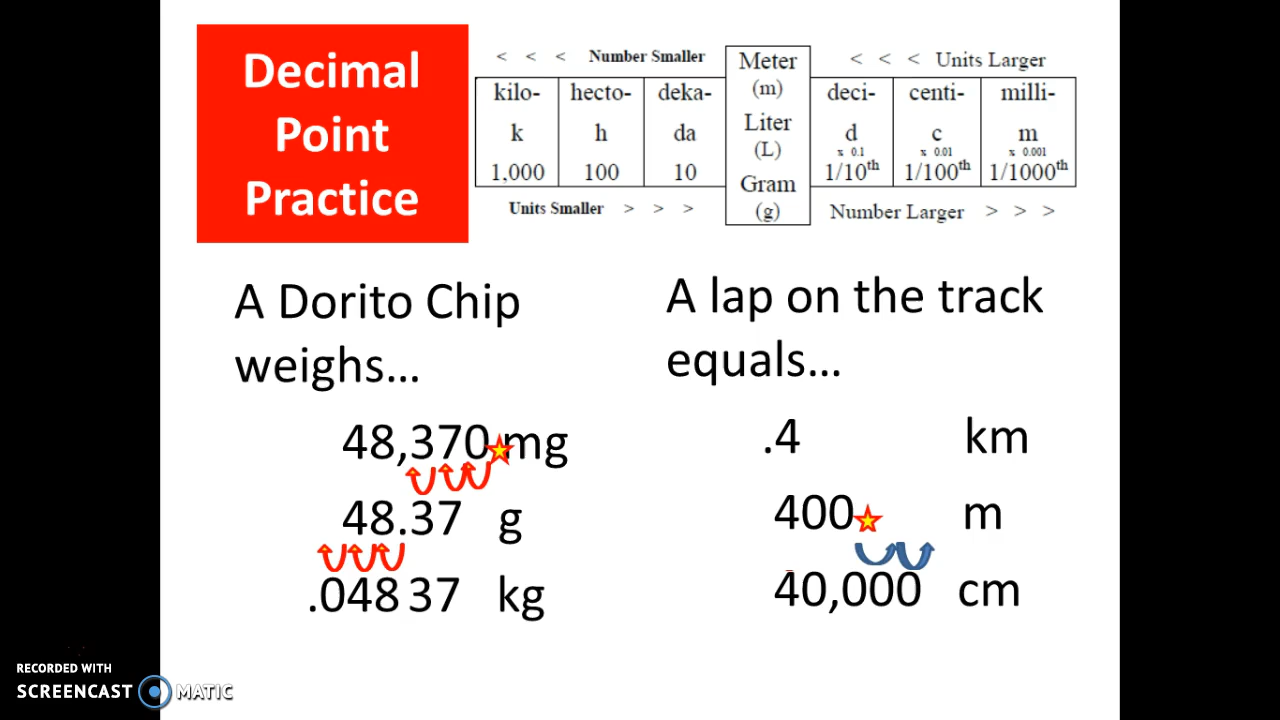 Decimal
Point
Practice
< < < Number Smaller
Meter
(m)
Liter
(L)
Gram
(g)
< < < Units Larger
kilo- hecto- deka- deci- centi- milli-
k h da d c m
x 0.1 x 0.01 x 0.001
1,000 100 10 1/10th 1/100th 1/1000th
Units Smaller > > > Number Larger > > >
A Dorito Chip
weighs...
48,370 mg
48.37 g
.04837 kg
A lap on the track
equals...
.4 km
400 m
40,000 cm
RECORDED WITH
SCREENCAST MATIC